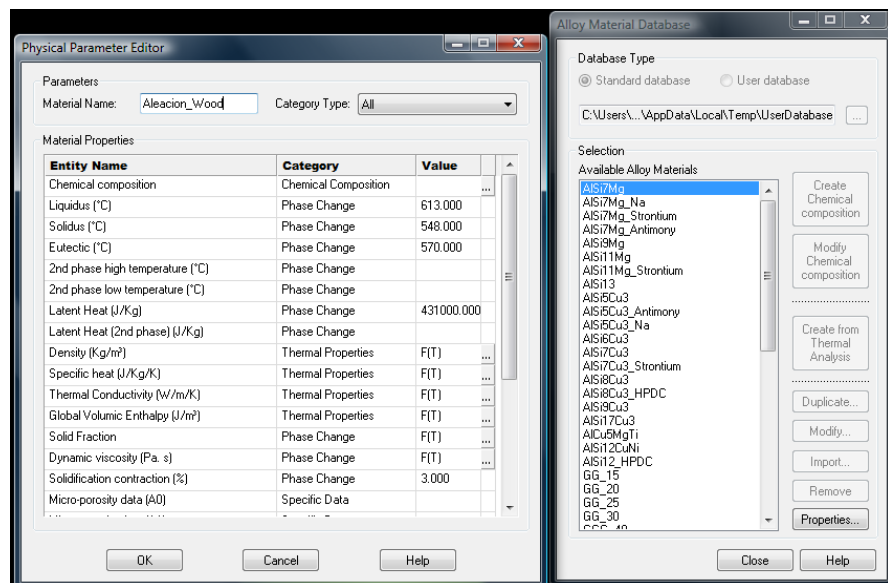 Physical Parameter Editor
Parameters
Material Name: Aleacion_Wood Category Type: All
Material Properties
Entity Name Category Value
Chemical composition Chemical Composition ...
Liquidus (°C) Phase Change 613.000
Solidus (°C) Phase Change 548.000
Eutectic (°C) Phase Change 570.000
2nd phase high temperature (°C) Phase Change
2nd phase low temperature (°C) Phase Change
Latent Heat (J/Kg) Phase Change 431000.000
Latent Heat (2nd phase) (J/Kg) Phase Change
Density (Kg/m³) Thermal Properties F(T) ...
Specific heat (J/Kg/K) Thermal Properties F(T) ...
Thermal Conductivity (W/m/K) Thermal Properties F(T) ...
Global Volumic Enthalpy (J/m³) Thermal Properties F(T) ...
Solid Fraction Phase Change F(T) ...
Dynamic viscosity (Pa. s) Phase Change F(T) ...
Solidification contraction (%) Phase Change 3.000
Micro-porosity data (A0) Specific Data
OK Cancel Help
Alloy Material Database
Database Type
Standard database User database
C:\Users\...\AppData\Local\Temp\UserDatabase ...
Selection
Available Alloy Materials
AlSi7Mg
AlSi7Mg_Na
AlSi7Mg_Strontium
AlSi7Mg_Antimony
AlSi9Mg
AlSi11Mg
AlSi11Mg_Strontium
AlSi13
AlSi5Cu3
AlSi5Cu3_Antimony
AlSi5Cu3_Na
AlSi6Cu3
AlSi7Cu3
AlSi7Cu3_Strontium
AlSi8Cu3
AlSi8Cu3_HPDC
AlSi9Cu3
AlSi17Cu3
AlCu5MgTi
AlSi12CuNi
AlSi12_HPDC
GG_15
GG_20
GG_25
GG_30
Create
Chemical
composition
Modify
Chemical
composition
Create from
Thermal
Analysis
Duplicate...
Modify...
Import...
Remove
Properties...
Close Help